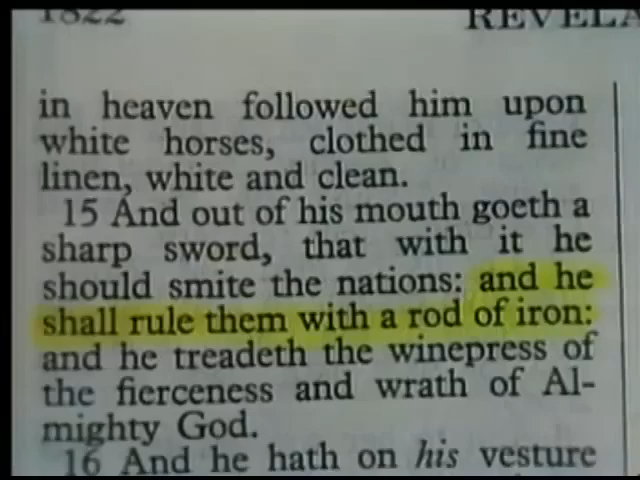 1822
in heaven followed him upon
white horses, clothed in fine
linen, white and clean.
15 And out of his mouth goeth a
sharp sword, that with it he
should smite the nations: and he
shall rule them with a rod of iron:
and he treadeth the winepress of
the fierceness and wrath of Al-
mighty God.
16 And he hath on his vesture